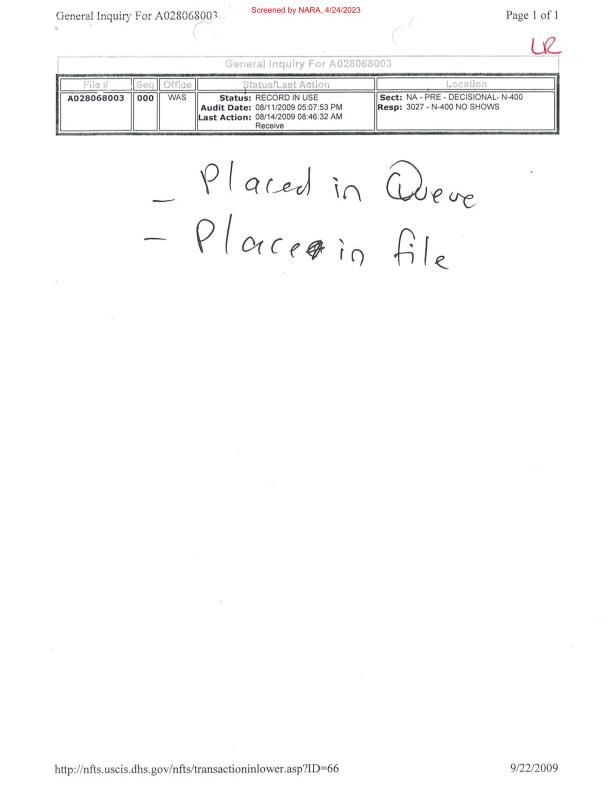 General Inquiry For A028068003
Screened by NARA, 4/24/2023
Page 1 of 1
LR
General Inquiry For A028068003
File # Seq Office Status/Last Action Location
A028068003 000 WAS Status: RECORD IN USE Sect: NA - PRE - DECISIONAL- N-400
Audit Date: 08/11/2009 05:07:53 PM Resp: 3027 - N-400 NO SHOWS
Last Action: 08/14/2009 08:46:32 AM
Receive
- Placed in Queve
- Place in file
http://nfts.uscis.dhs.gov/nfts/transactioninlower.asp?ID=66
9/22/2009